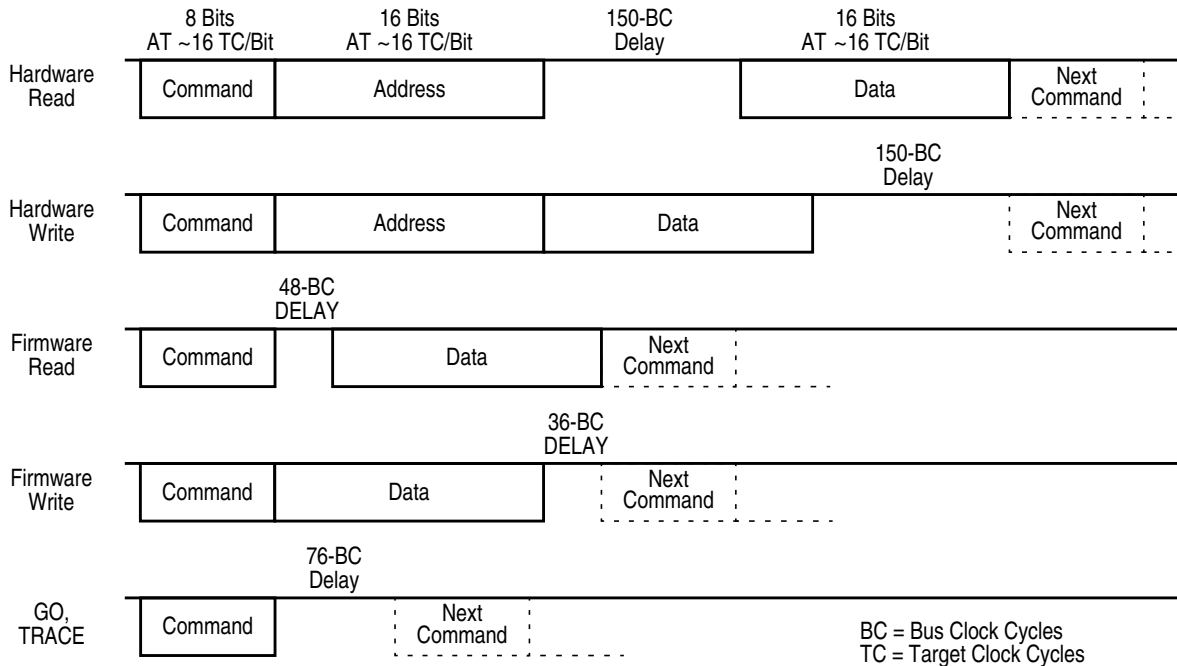 8 Bits
AT ~16 TC/Bit
16 Bits
AT ~16 TC/Bit
150-BC
Delay
16 Bits
AT ~16 TC/Bit
Hardware
Read
Command
Address
Data
Next
Command
150-BC
Delay
Hardware
Write
Command
Address
Data
Next
Command
48-BC
DELAY
Firmware
Read
Command
Data
Next
Command
36-BC
DELAY
Firmware
Write
Command
Data
Next
Command
76-BC
Delay
GO,
TRACE
Command
Next
Command
BC = Bus Clock Cycles
TC = Target Clock Cycles